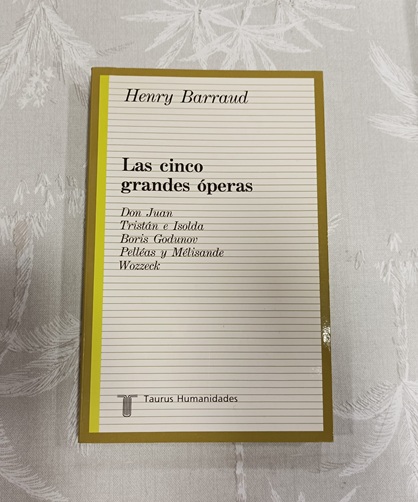 Henry Barraud
Las cinco
grandes óperas
Don Juan
Tristán e Isolda
Boris Godunov
Pelléas y Mélisande
Wozzeck
Taurus Humanidades